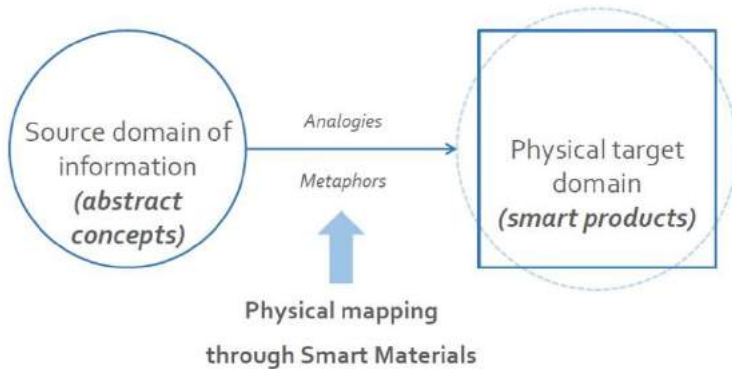 Source domain of
information
(abstract
concepts)
Analogies
Metaphors
Physical target
domain
(smart products)
Physical mapping
through Smart Materials